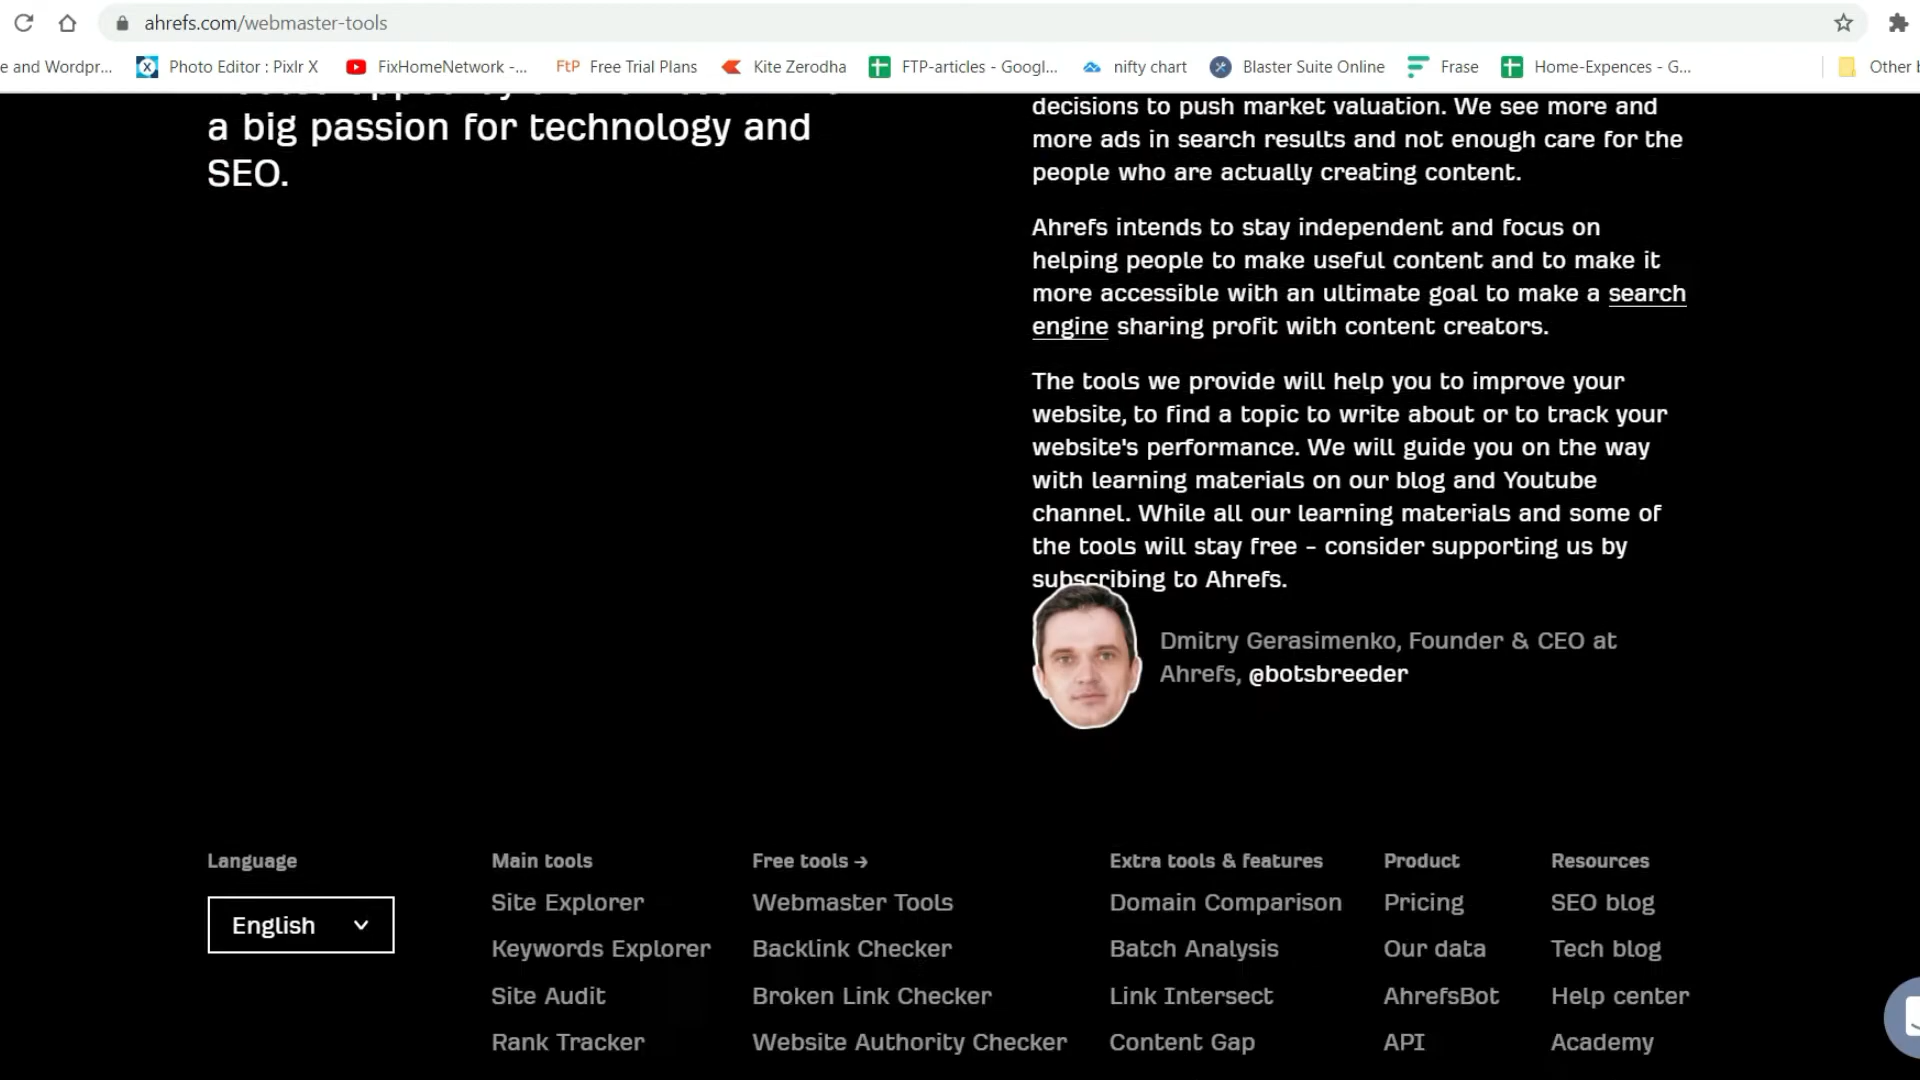 ahrefs.com/webmaster-tools
e and Wordpr...
Photo Editor : Pixlr X
FixHomeNetwork -...
FtP Free Trial Plans
Kite Zerodha
FTP-articles - Googl...
nifty chart
Blaster Suite Online
Frase
Home-Expences - G...
Other b
a big passion for technology and
SEO.
decisions to push market valuation. We see more and
more ads in search results and not enough care for the
people who are actually creating content.
Ahrefs intends to stay independent and focus on
helping people to make useful content and to make it
more accessible with an ultimate goal to make a search
engine sharing profit with content creators.
The tools we provide will help you to improve your
website, to find a topic to write about or to track your
website's performance. We will guide you on the way
with learning materials on our blog and Youtube
channel. While all our learning materials and some of
the tools will stay free - consider supporting us by
subscribing to Ahrefs.
Dmitry Gerasimenko, Founder & CEO at
Ahrefs, @botsbreeder
Language
English
Main tools
Site Explorer
Keywords Explorer
Site Audit
Rank Tracker
Free tools →
Webmaster Tools
Backlink Checker
Broken Link Checker
Website Authority Checker
Extra tools & features
Domain Comparison
Batch Analysis
Link Intersect
Content Gap
Product
Pricing
Our data
AhrefsBot
API
Resources
SEO blog
Tech blog
Help center
Academy